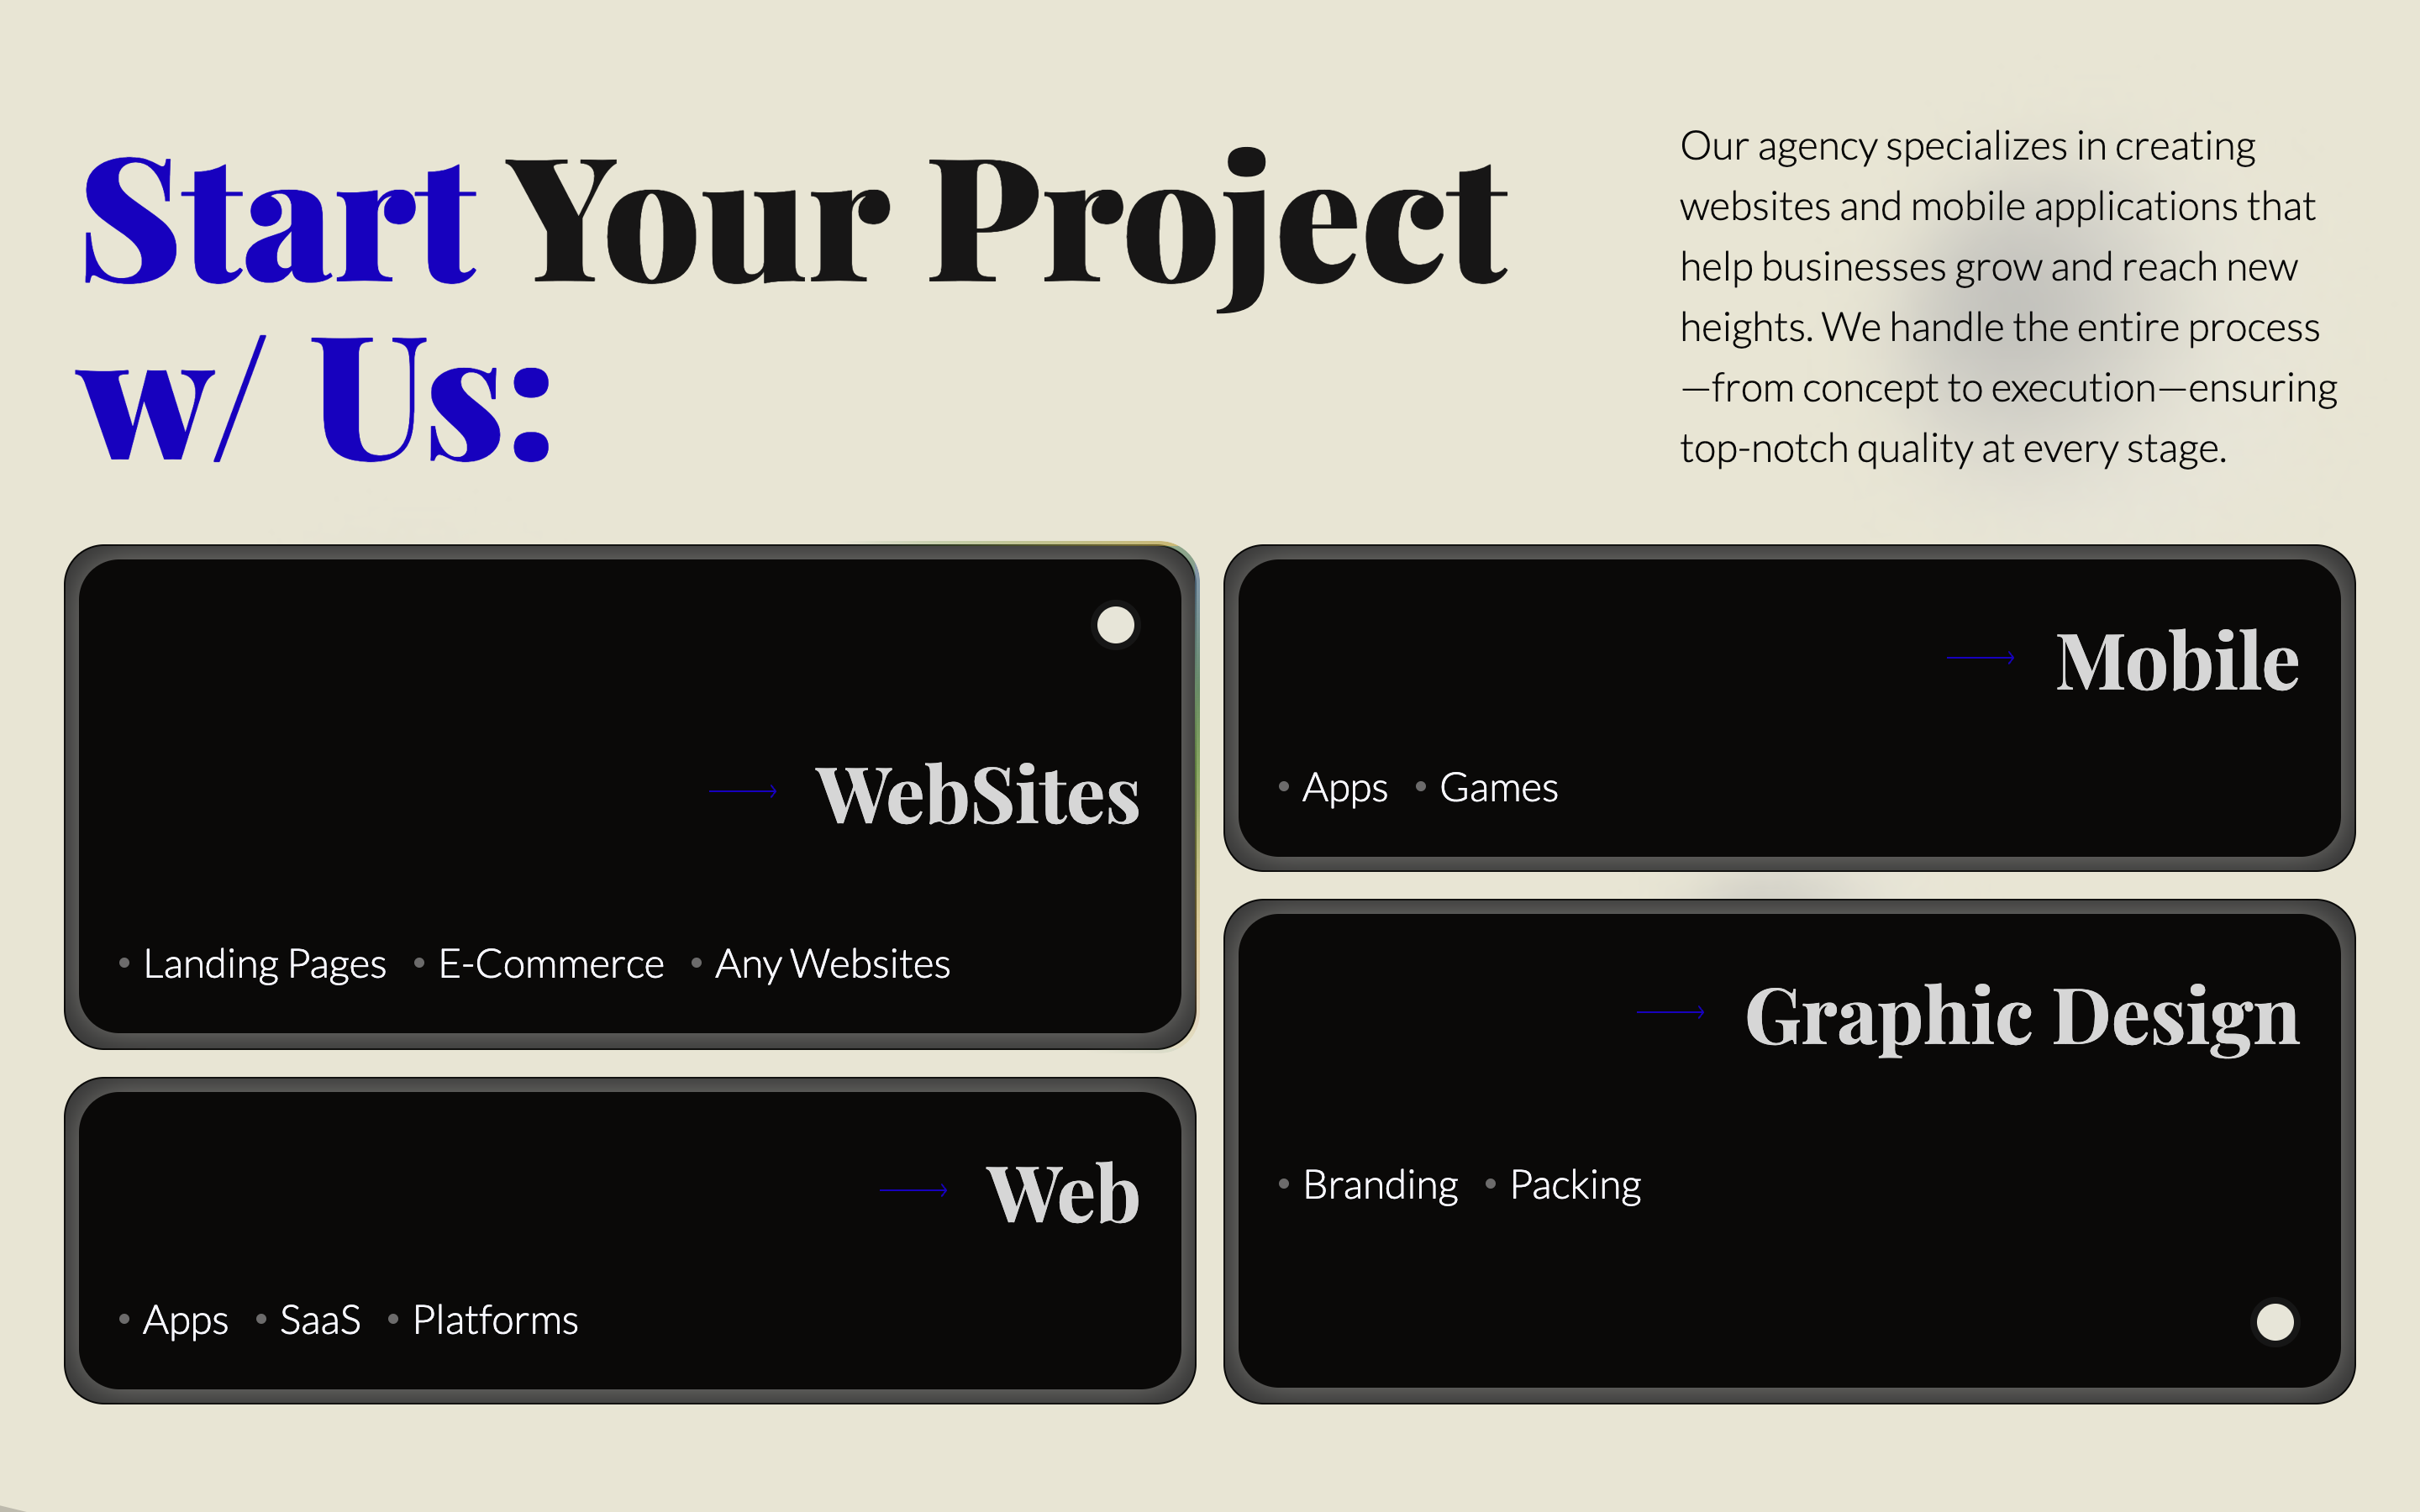 Start Your Project
w/ Us:
Our agency specializes in creating
websites and mobile applications that
help businesses grow and reach new
heights. We handle the entire process
—from concept to execution—ensuring
top-notch quality at every stage.
WebSites
• Landing Pages • E-Commerce • Any Websites
Web
• Apps • SaaS • Platforms
Mobile
• Apps • Games
Graphic Design
• Branding • Packing